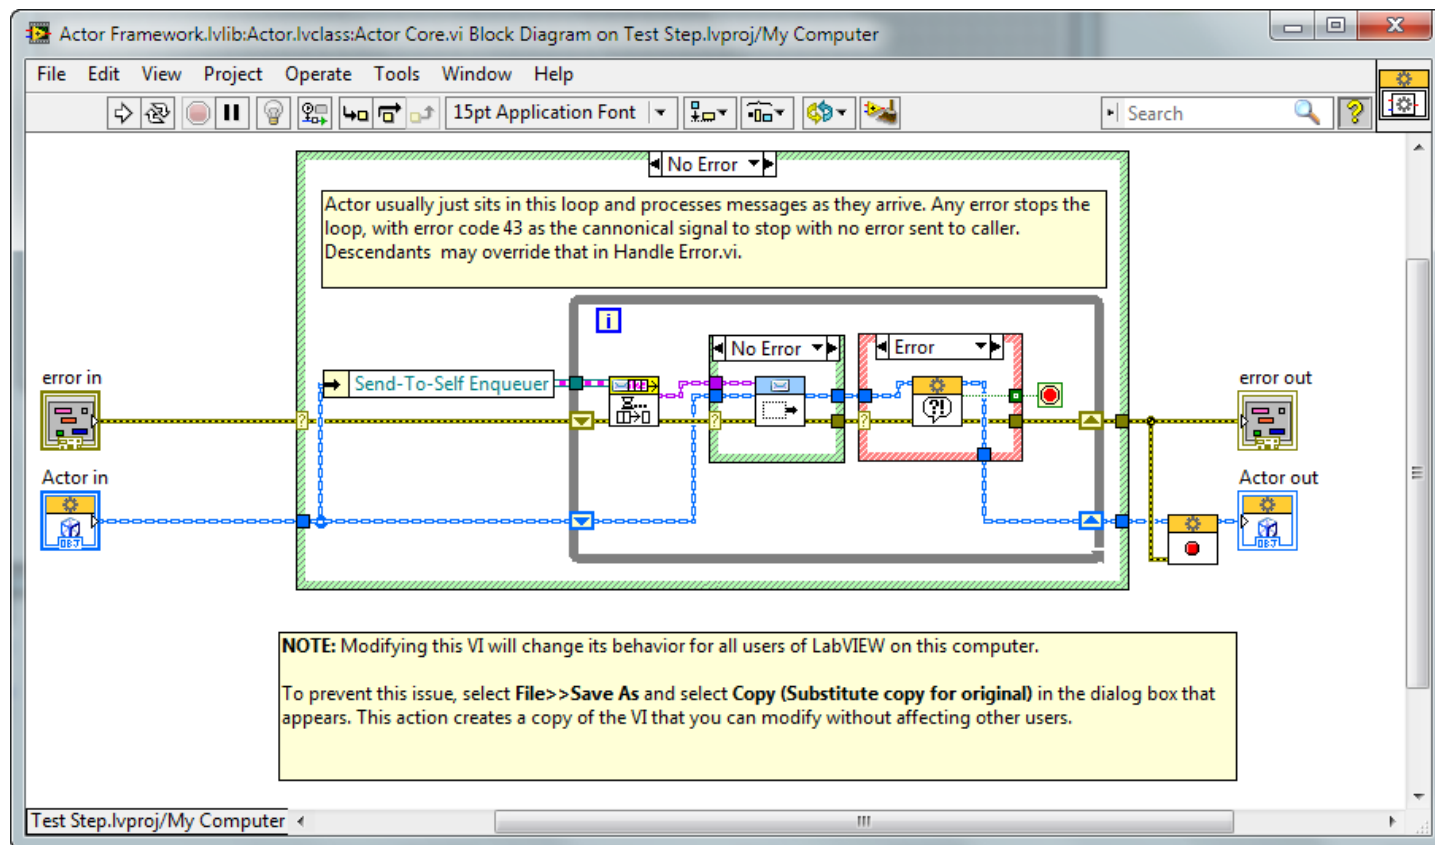 Actor Framework.lvlib:Actor.lvclass:Actor Core.vi Block Diagram on Test Step.lvproj/My Computer
File Edit View Project Operate Tools Window Help
15pt Application Font
Search
No Error
Actor usually just sits in this loop and processes messages as they arrive. Any error stops the
loop, with error code 43 as the cannonical signal to stop with no error sent to caller.
Descendants  may override that in Handle Error.vi.
i
No Error
Error
Send-To-Self Enqueuer
error in
error out
Actor in
Actor out
OBJ
OBJ
NOTE: Modifying this VI will change its behavior for all users of LabVIEW on this computer.
To prevent this issue, select File>>Save As and select Copy (Substitute copy for original) in the dialog box that
appears. This action creates a copy of the VI that you can modify without affecting other users.
Test Step.lvproj/My Computer